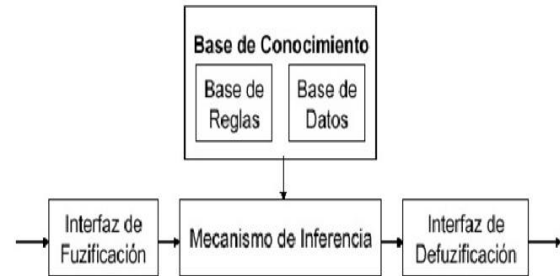 Base de Conocimiento
Base de
Reglas
Base de
Datos
Interfaz de
Fuzificación
Mecanismo de Inferencia
Interfaz de
Defuzificación